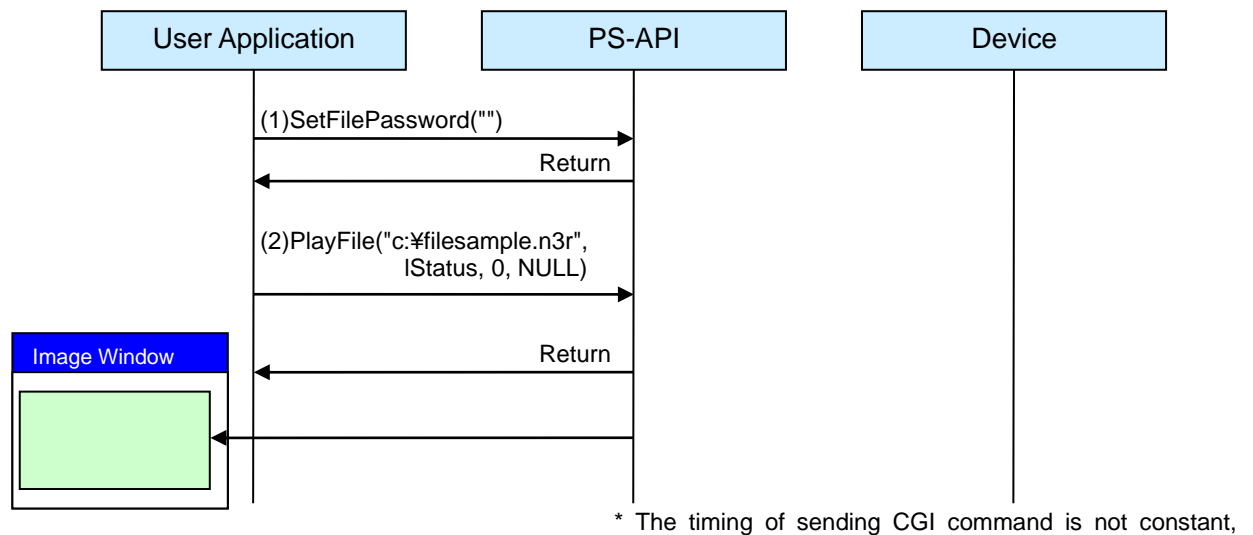 User Application
PS-API
Device
(1)SetFilePassword("")
Return
(2)PlayFile("c:¥filesample.n3r",
lStatus, 0, NULL)
Image Window
Return
* The timing of sending CGI command is not constant,